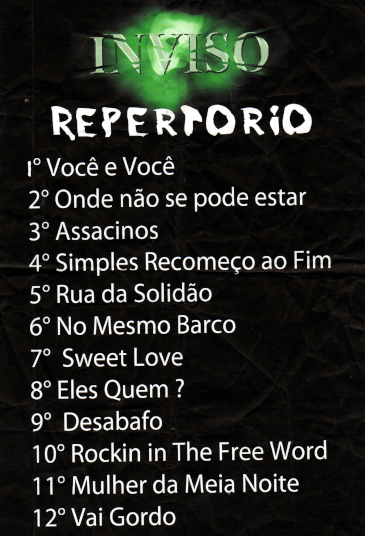 INVISO
REPERTORIO
1° Você e Você
2° Onde não se pode estar
3° Assacinos
4° Simples Recomeço ao Fim
5° Rua da Solidão
6° No Mesmo Barco
7° Sweet Love
8° Eles Quem ?
9° Desabafo
10° Rockin in The Free Word
11° Mulher da Meia Noite
12° Vai Gordo